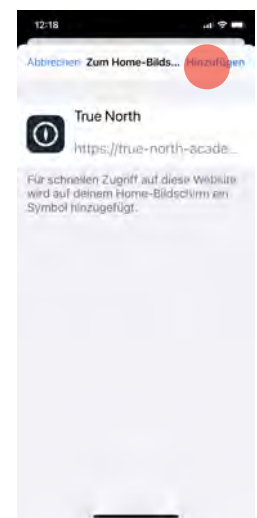 12:18
Abbrechen Zum Home-Bilds... Hinzufügen
True North
https://true-north-acade...
Für schnellen Zugriff auf diese Website
wird auf deinem Home-Bildschirm ein
Symbol hinzugefügt.